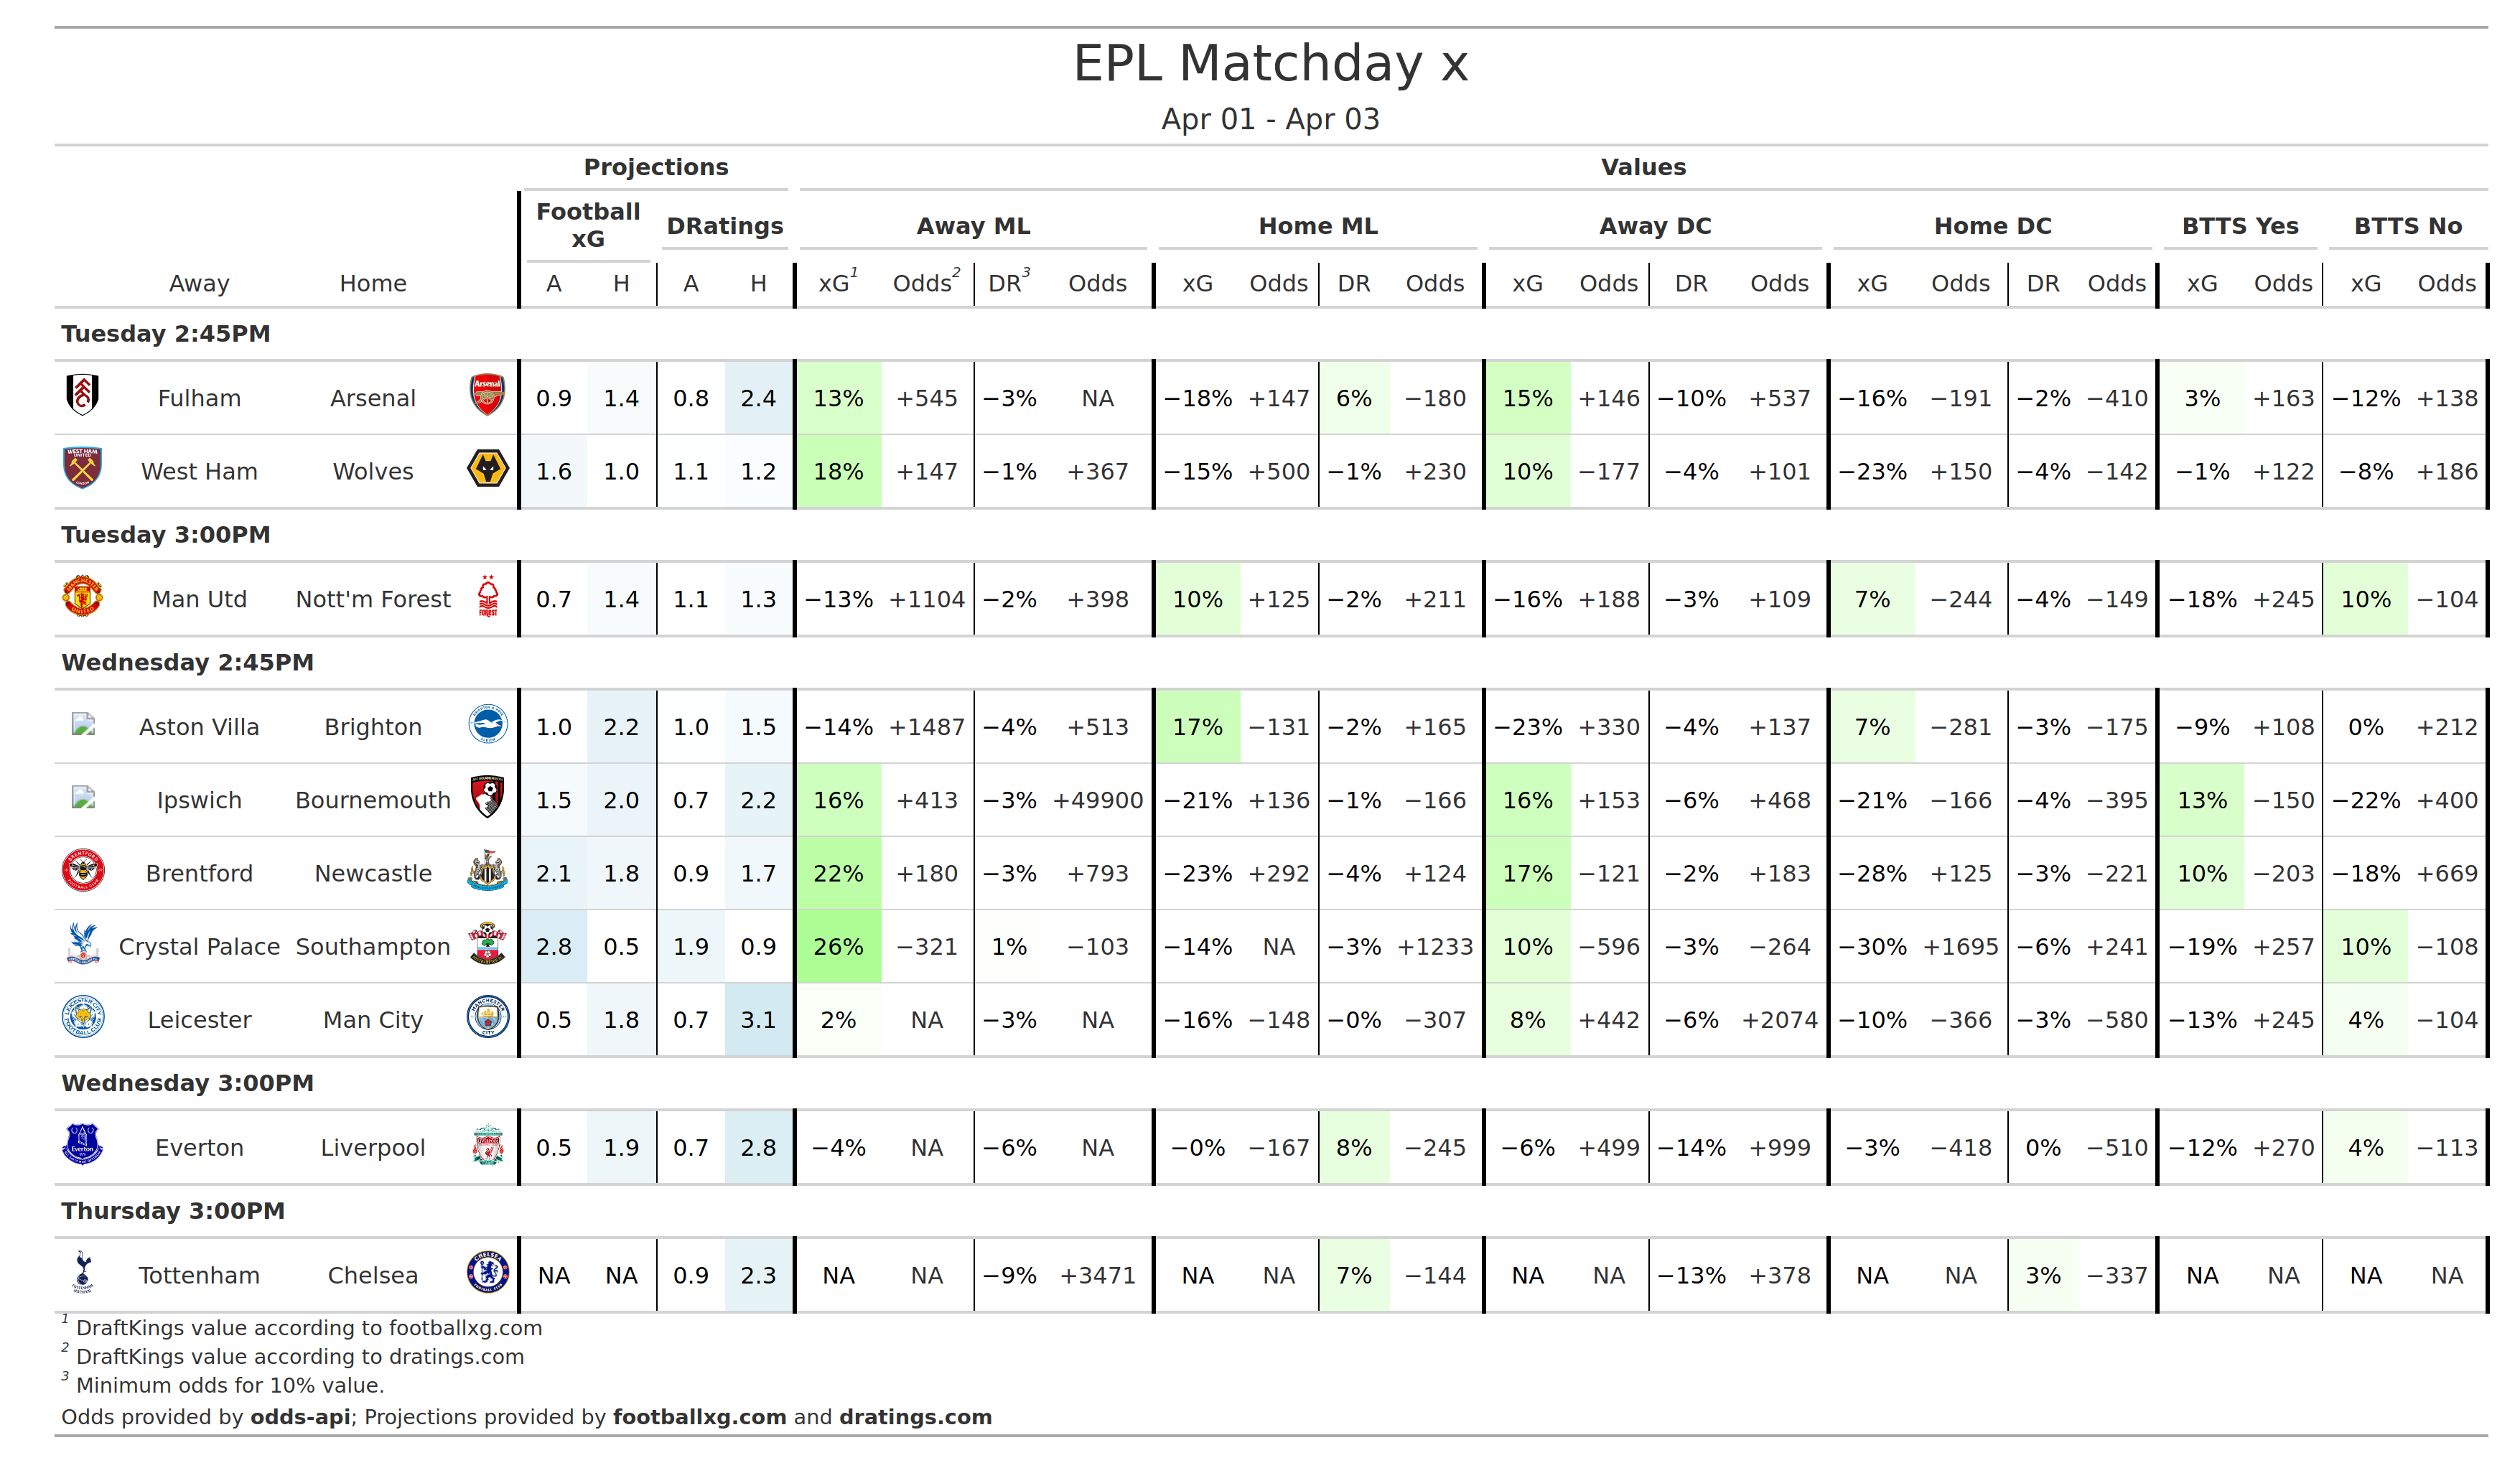 EPL Matchday x
Apr 01 - Apr 03
Projections Values
Football xG DRatings Away ML Home ML Away DC Home DC BTTS Yes BTTS No
Away Home A H A H xG1 Odds2 DR3 Odds xG Odds DR Odds xG Odds DR Odds xG Odds DR Odds xG Odds xG Odds
Tuesday 2:45PM
Fulham Arsenal 0.9 1.4 0.8 2.4 13% +545 −3% NA −18% +147 6% −180 15% +146 −10% +537 −16% −191 −2% −410 3% +163 −12% +138
West Ham Wolves 1.6 1.0 1.1 1.2 18% +147 −1% +367 −15% +500 −1% +230 10% −177 −4% +101 −23% +150 −4% −142 −1% +122 −8% +186
Tuesday 3:00PM
Man Utd Nott'm Forest 0.7 1.4 1.1 1.3 −13% +1104 −2% +398 10% +125 −2% +211 −16% +188 −3% +109 7% −244 −4% −149 −18% +245 10% −104
Wednesday 2:45PM
Aston Villa Brighton 1.0 2.2 1.0 1.5 −14% +1487 −4% +513 17% −131 −2% +165 −23% +330 −4% +137 7% −281 −3% −175 −9% +108 0% +212
Ipswich Bournemouth 1.5 2.0 0.7 2.2 16% +413 −3% +49900 −21% +136 −1% −166 16% +153 −6% +468 −21% −166 −4% −395 13% −150 −22% +400
Brentford Newcastle 2.1 1.8 0.9 1.7 22% +180 −3% +793 −23% +292 −4% +124 17% −121 −2% +183 −28% +125 −3% −221 10% −203 −18% +669
Crystal Palace Southampton 2.8 0.5 1.9 0.9 26% −321 1% −103 −14% NA −3% +1233 10% −596 −3% −264 −30% +1695 −6% +241 −19% +257 10% −108
Leicester Man City 0.5 1.8 0.7 3.1 2% NA −3% NA −16% −148 −0% −307 8% +442 −6% +2074 −10% −366 −3% −580 −13% +245 4% −104
Wednesday 3:00PM
Everton Liverpool 0.5 1.9 0.7 2.8 −4% NA −6% NA −0% −167 8% −245 −6% +499 −14% +999 −3% −418 0% −510 −12% +270 4% −113
Thursday 3:00PM
Tottenham Chelsea NA NA 0.9 2.3 NA NA −9% +3471 NA NA 7% −144 NA NA −13% +378 NA NA 3% −337 NA NA NA NA
1 DraftKings value according to footballxg.com
2 DraftKings value according to dratings.com
3 Minimum odds for 10% value.
Odds provided by odds-api; Projections provided by footballxg.com and dratings.com